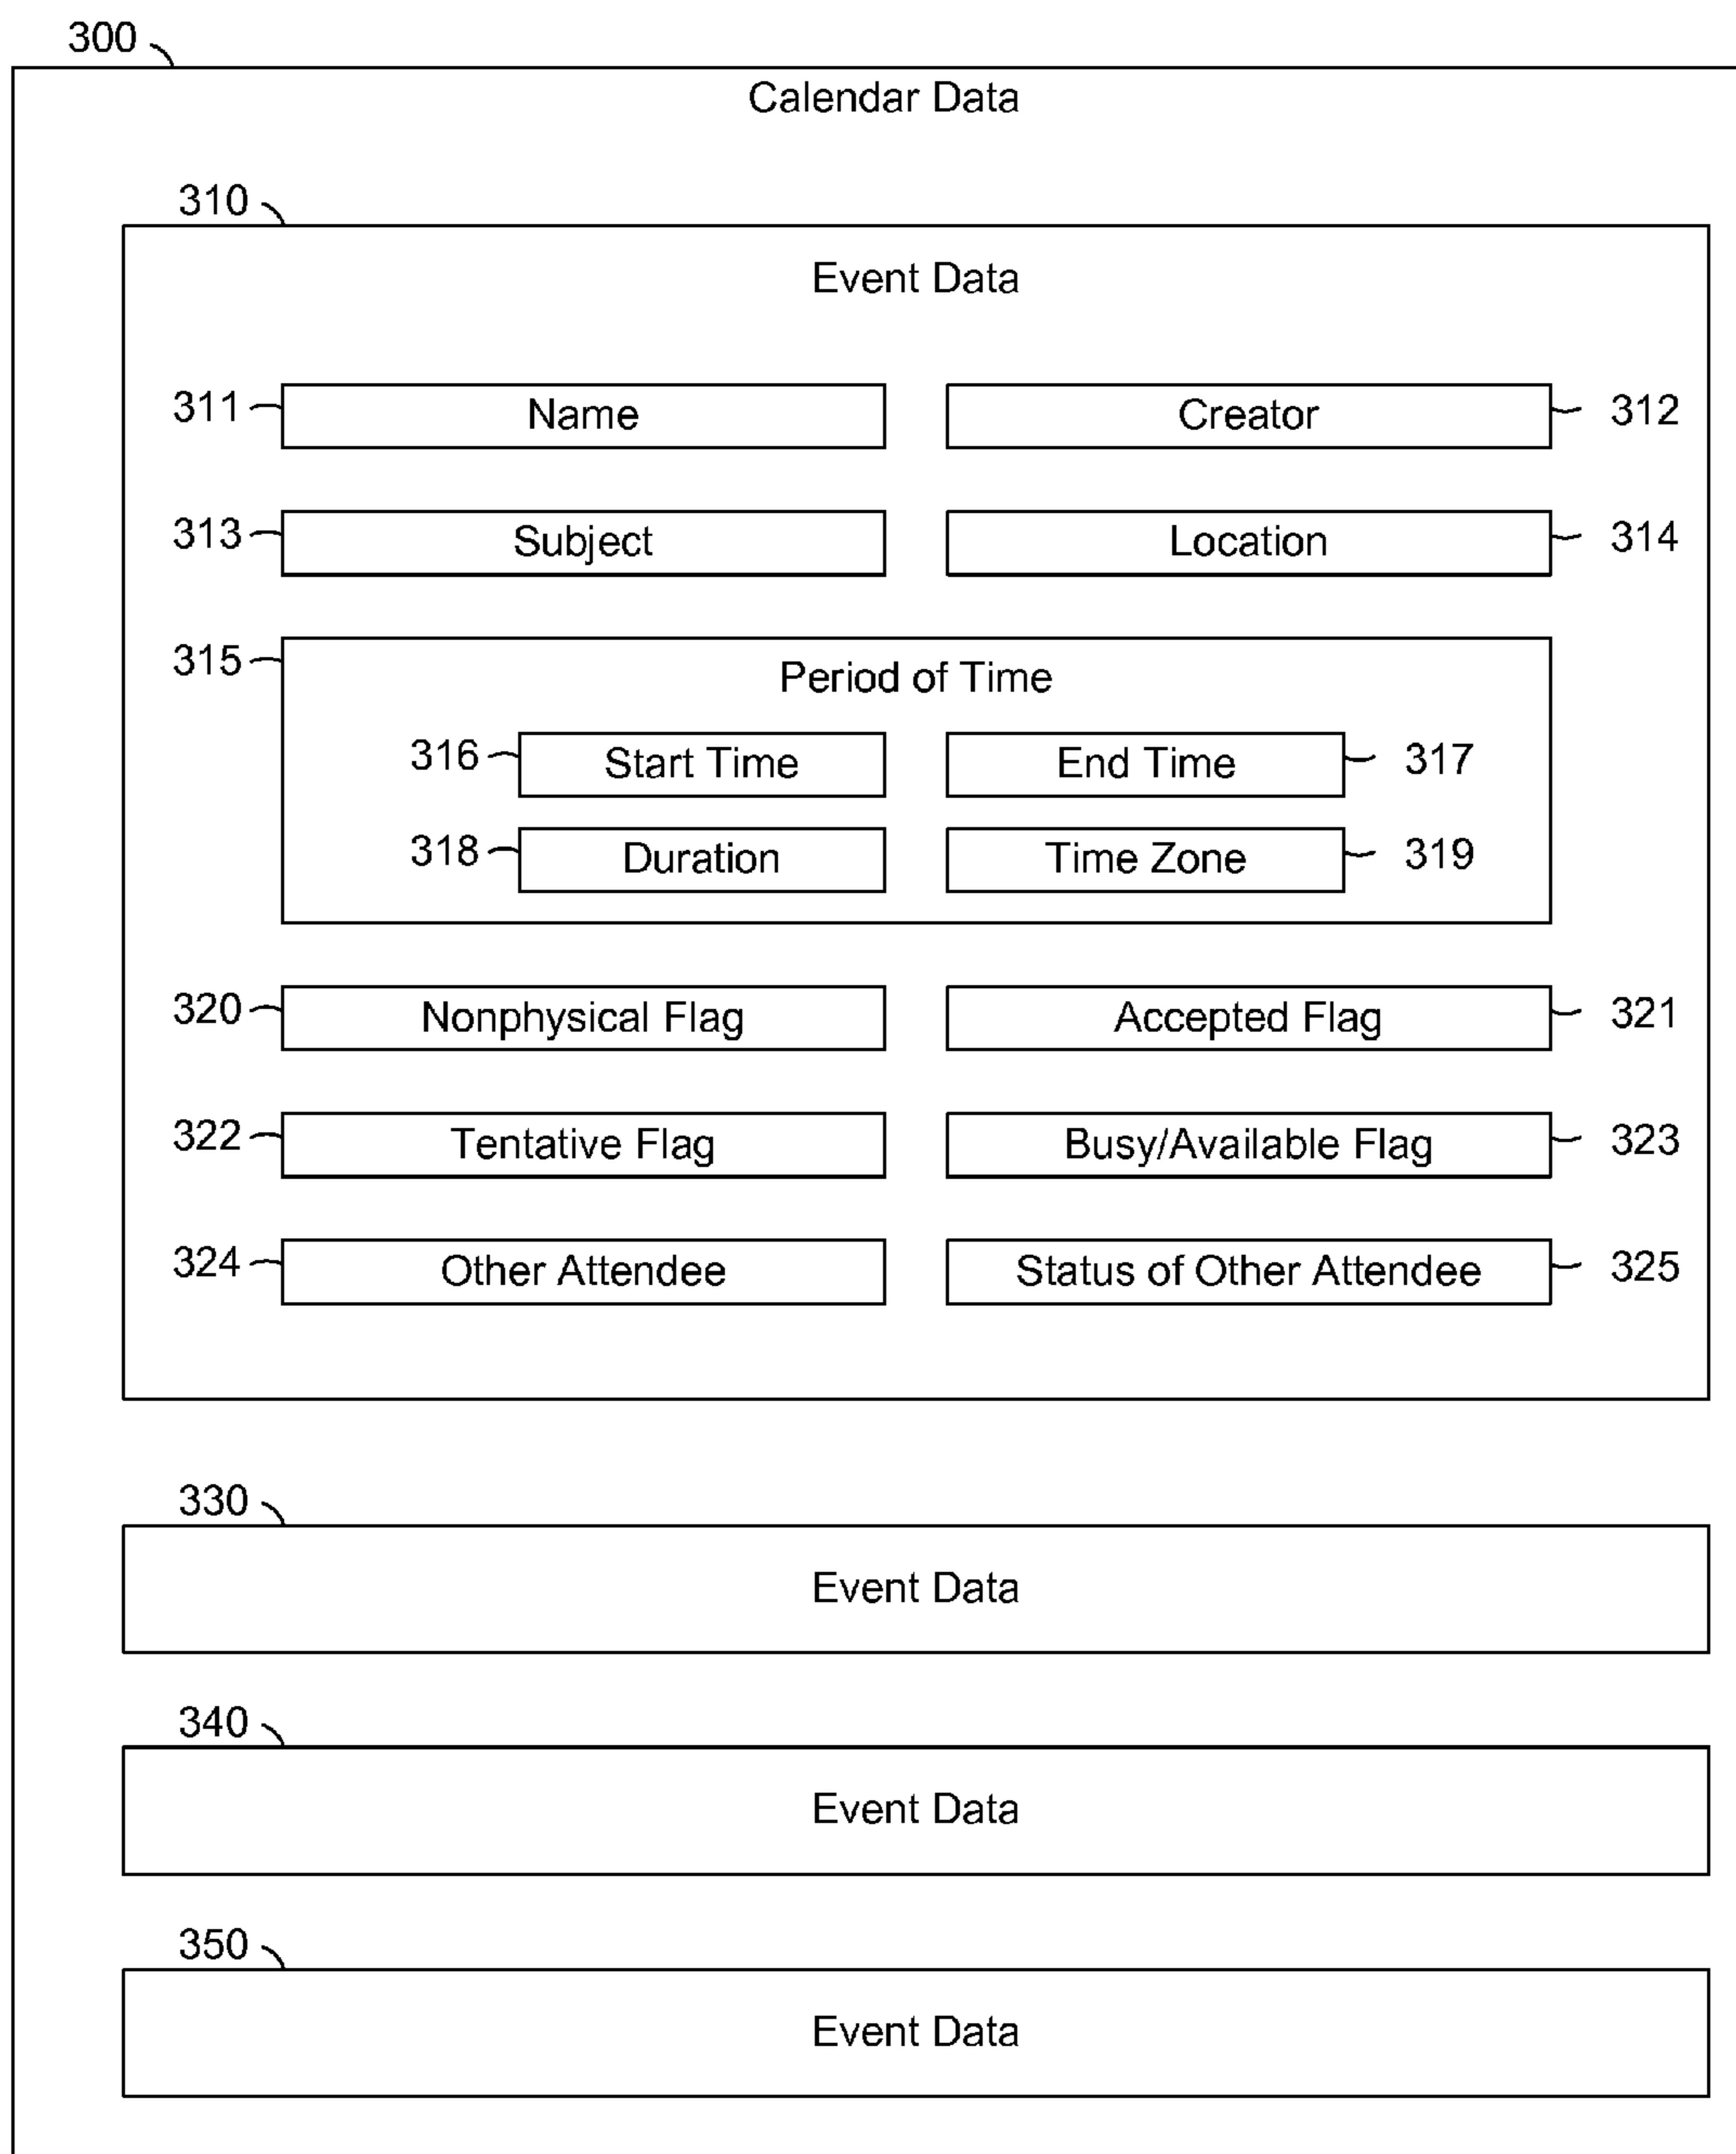 300
Calendar Data
310
Event Data
311 Name Creator 312
313 Subject Location 314
315 Period of Time
316 Start Time End Time 317
318 Duration Time Zone 319
320 Nonphysical Flag Accepted Flag 321
322 Tentative Flag Busy/Available Flag 323
324 Other Attendee Status of Other Attendee 325
330
Event Data
340
Event Data
350
Event Data